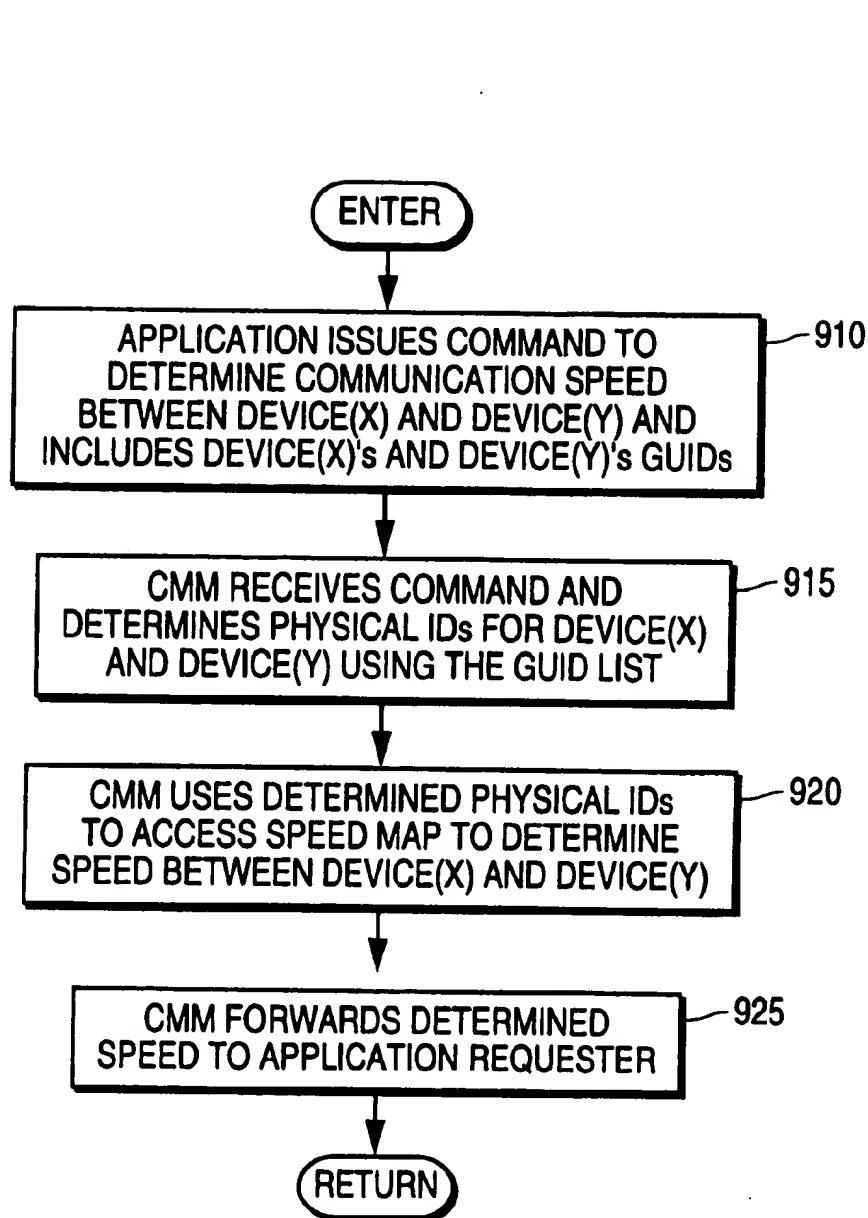 ENTER
APPLICATION ISSUES COMMAND TO
DETERMINE COMMUNICATION SPEED
BETWEEN DEVICE(X) AND DEVICE(Y) AND
INCLUDES DEVICE(X)'s AND DEVICE(Y)'s GUIDs
910
CMM RECEIVES COMMAND AND
DETERMINES PHYSICAL IDs FOR DEVICE(X)
AND DEVICE(Y) USING THE GUID LIST
915
CMM USES DETERMINED PHYSICAL IDs
TO ACCESS SPEED MAP TO DETERMINE
SPEED BETWEEN DEVICE(X) AND DEVICE(Y)
920
CMM FORWARDS DETERMINED
SPEED TO APPLICATION REQUESTER
925
RETURN